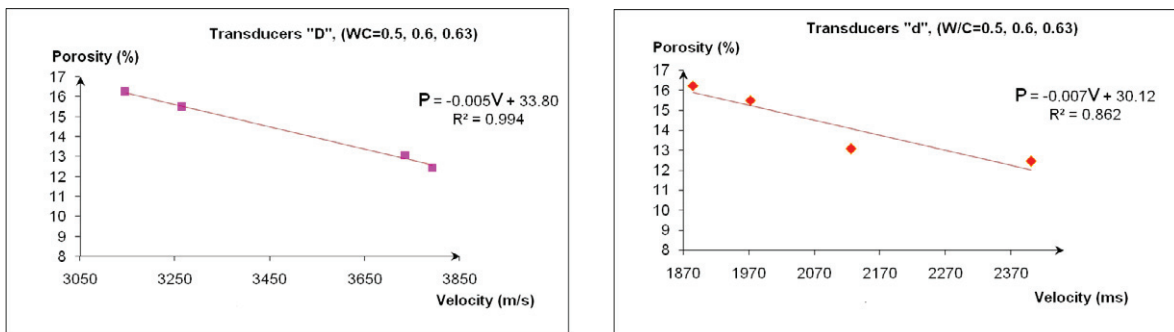 Transducers "D", (WC=0.5, 0.6, 0.63)
Porosity (%)
17
16
15
14
13
12
11
10
9
8
P = -0.005V + 33.80
R² = 0.994
3050 3250 3450 3650 3850
Velocity (m/s)
Transducers "d", (W/C=0.5, 0.6, 0.63)
Porosity (%)
17
16
15
14
13
12
11
10
9
8
P = -0.007V + 30.12
R² = 0.862
1870 1970 2070 2170 2270 2370
Velocity (ms)